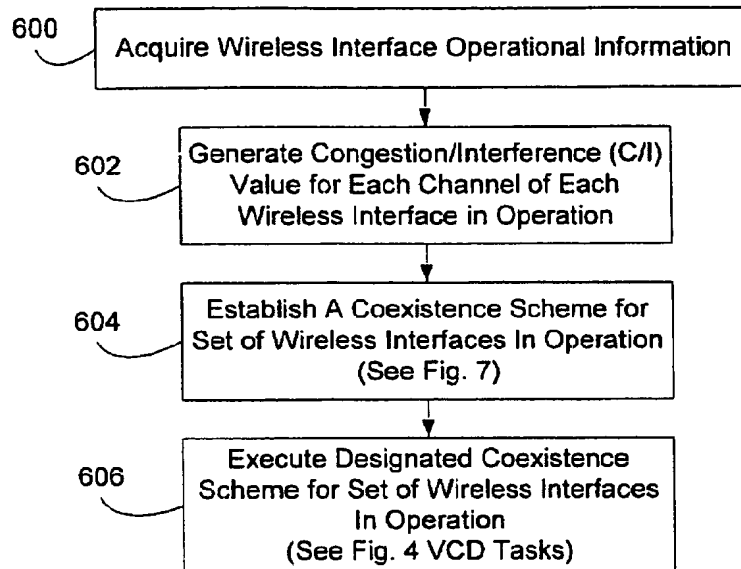 600
Acquire Wireless Interface Operational Information
602
Generate Congestion/Interference (C/I)
Value for Each Channel of Each
Wireless Interface in Operation
604
Establish A Coexistence Scheme for
Set of Wireless Interfaces In Operation
(See Fig. 7)
606
Execute Designated Coexistence
Scheme for Set of Wireless Interfaces
In Operation
(See Fig. 4 VCD Tasks)